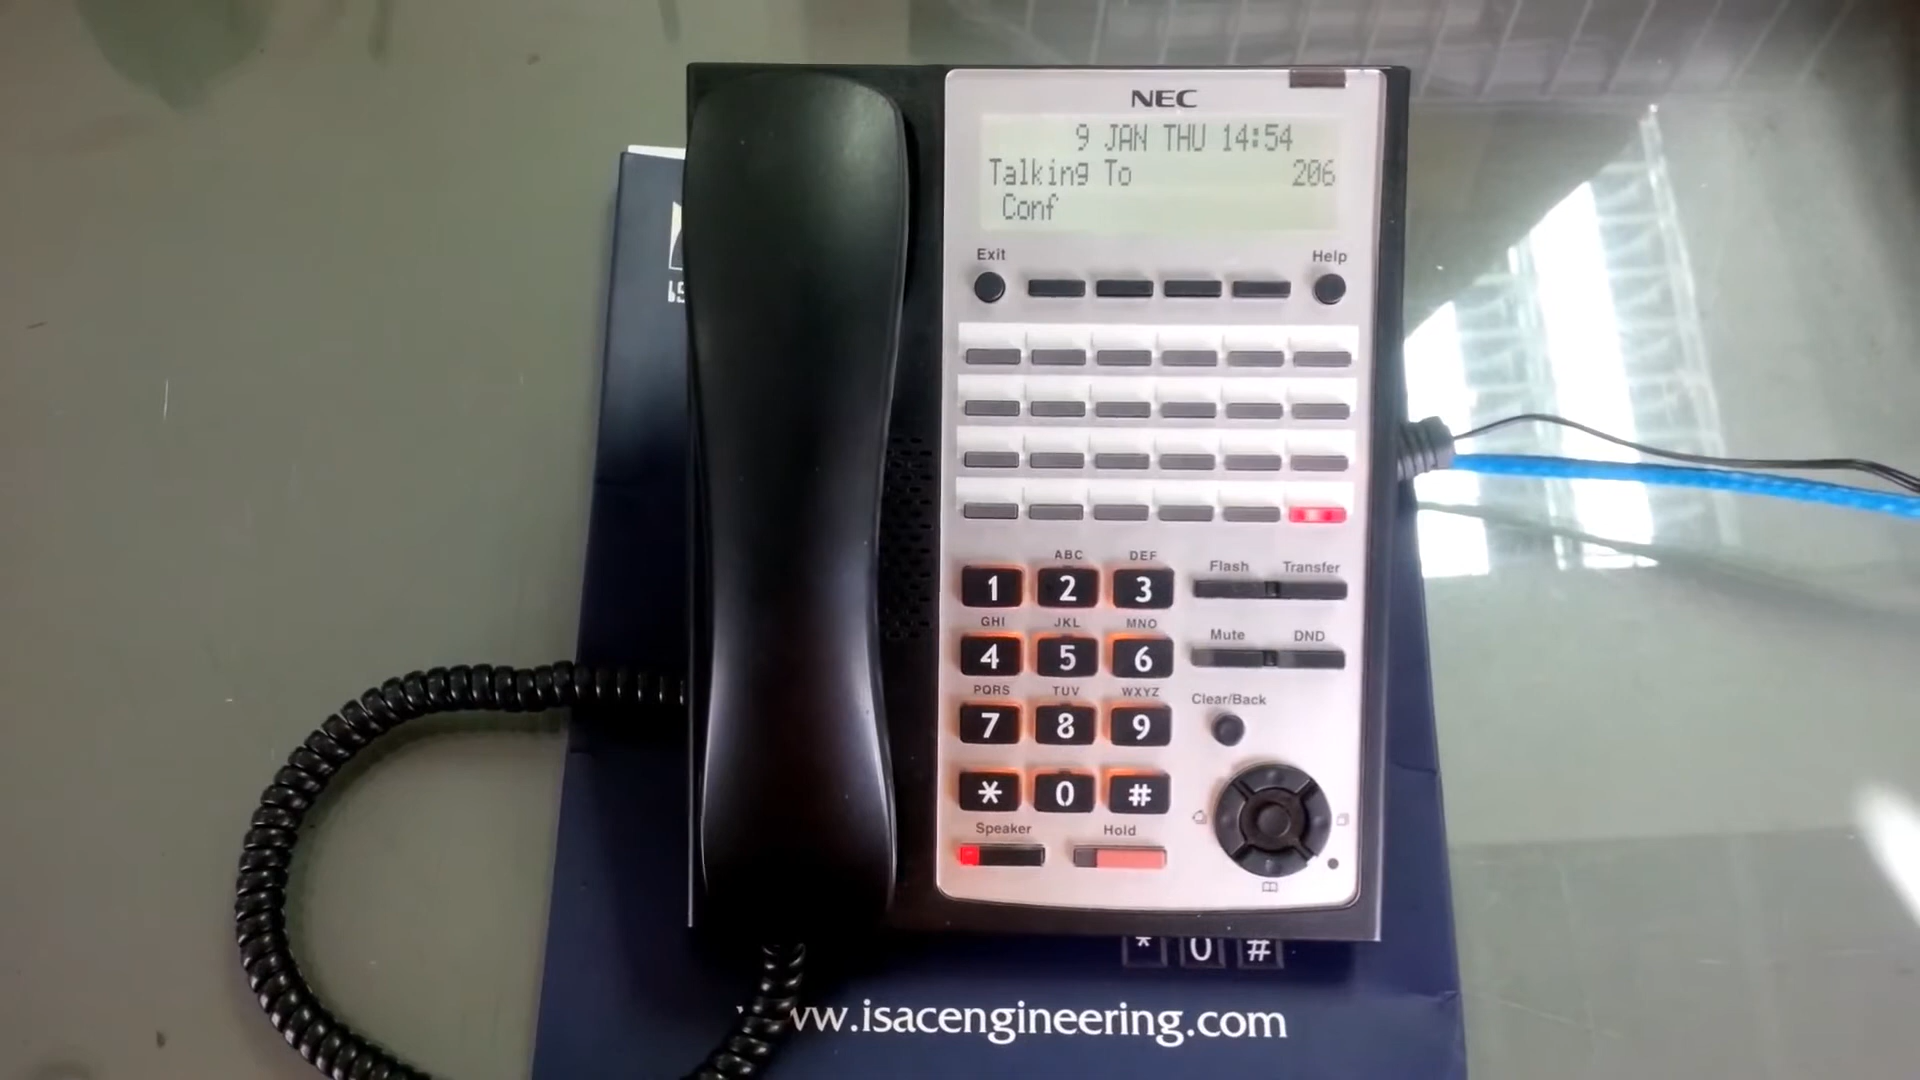 NEC
9 JAN THU 14:54
Talking To 206
Conf
Exit Help
ABC DEF
1 2 3
Flash Transfer
GHI JKL MNO
4 5 6
Mute DND
PQRS TUV WXYZ
7 8 9
Clear/Back
* 0 #
Speaker Hold
* 0 #
www.isacengineering.com